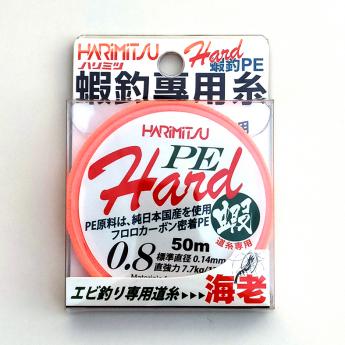 HARiMiTSU
ハリミツ
Hard
蝦釣PE
蝦釣專用糸
用
HARiMiTSU
PE
Hard
PE原料は、純日本国産を使用
フロロカーボン密着PE
蝦
道糸専用
0.8
50m
標準直径 0.14mm
直強力 7.7kg/17
エビ釣り専用道糸▸▸▸
海老